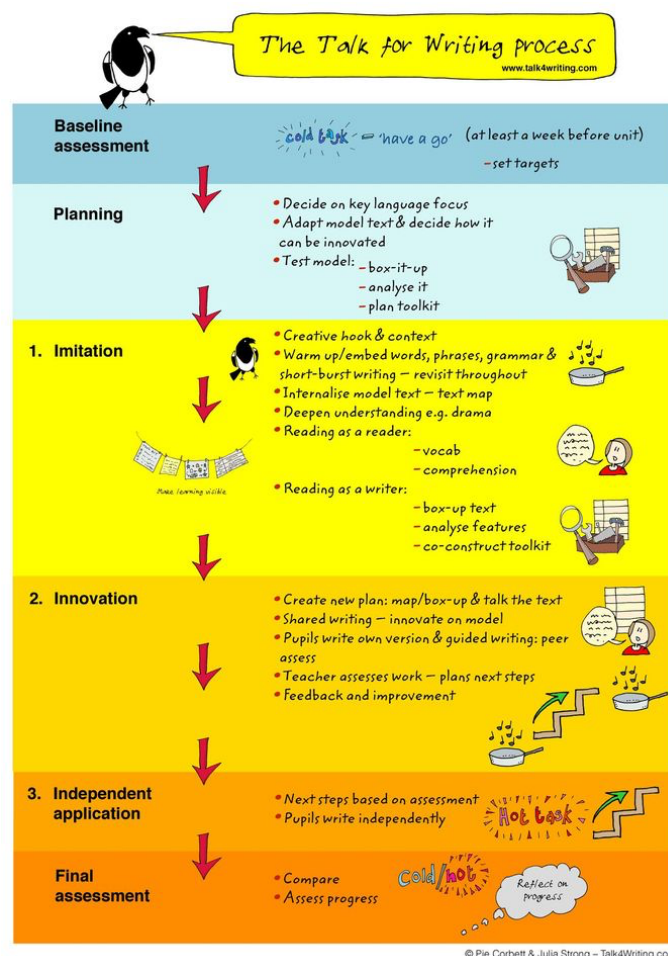 The Talk for Writing process
www.talk4writing.com
Baseline
assessment
cold task – 'have a go' (at least a week before unit)
– set targets
Planning
• Decide on key language focus
• Adapt model text & decide how it
can be innovated
• Test model: – box-it-up
– analyse it
– plan toolkit
1. Imitation
• Creative hook & context
• Warm up/embed words, phrases, grammar &
short-burst writing – revisit throughout
• Internalise model text – text map
• Deepen understanding e.g. drama
• Reading as a reader:
– vocab
– comprehension
Make learning visible
• Reading as a writer:
– box-up text
– analyse features
– co-construct toolkit
2. Innovation
• Create new plan: map/box-up & talk the text
• Shared writing – innovate on model
• Pupils write own version & guided writing: peer
assess
• Teacher assesses work – plans next steps
• Feedback and improvement
3. Independent
application
• Next steps based on assessment
• Pupils write independently
Hot task
Final
assessment
• Compare
• Assess progress
Cold/hot
Reflect on
progress
© Pie Corbett & Julia Strong – Talk4Writing.co